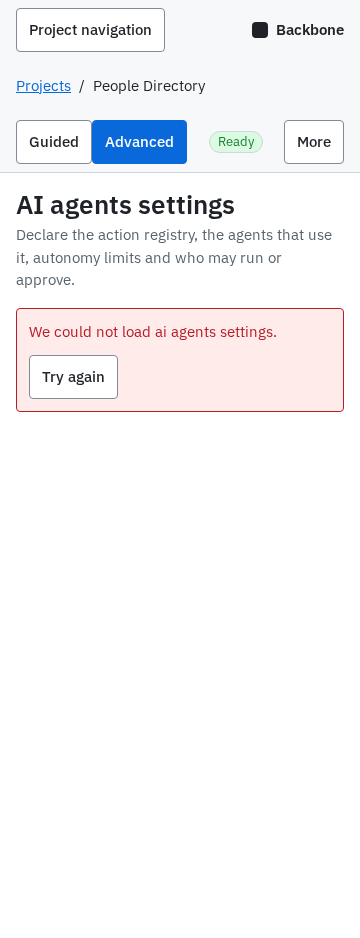 Project navigation
Backbone
Projects / People Directory
Guided
Advanced
Ready
More
AI agents settings
Declare the action registry, the agents that use
it, autonomy limits and who may run or
approve.
We could not load ai agents settings.
Try again